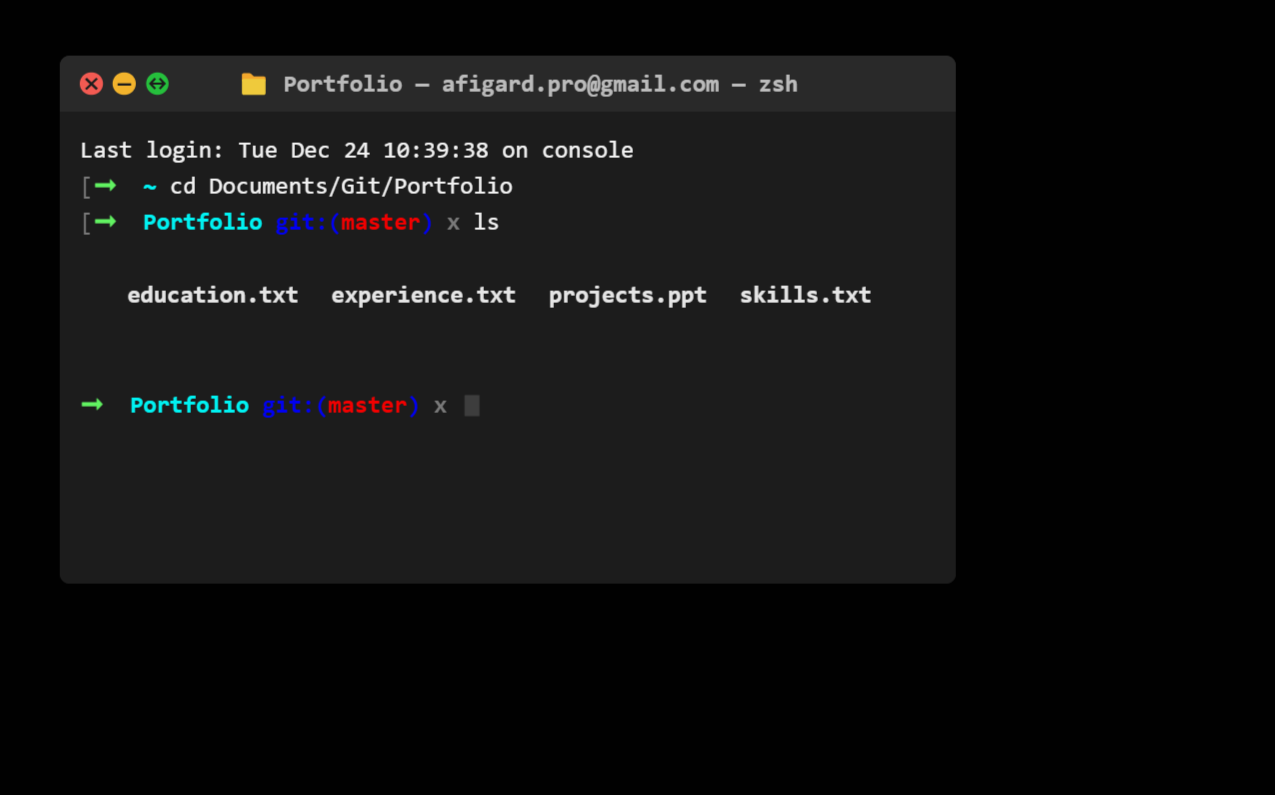 Portfolio — afigard.pro@gmail.com — zsh
Last login: Tue Dec 24 10:39:38 on console
[➞ ~ cd Documents/Git/Portfolio
[➞ Portfolio git:(master) x ls
education.txt experience.txt projects.ppt skills.txt
➞ Portfolio git:(master) x